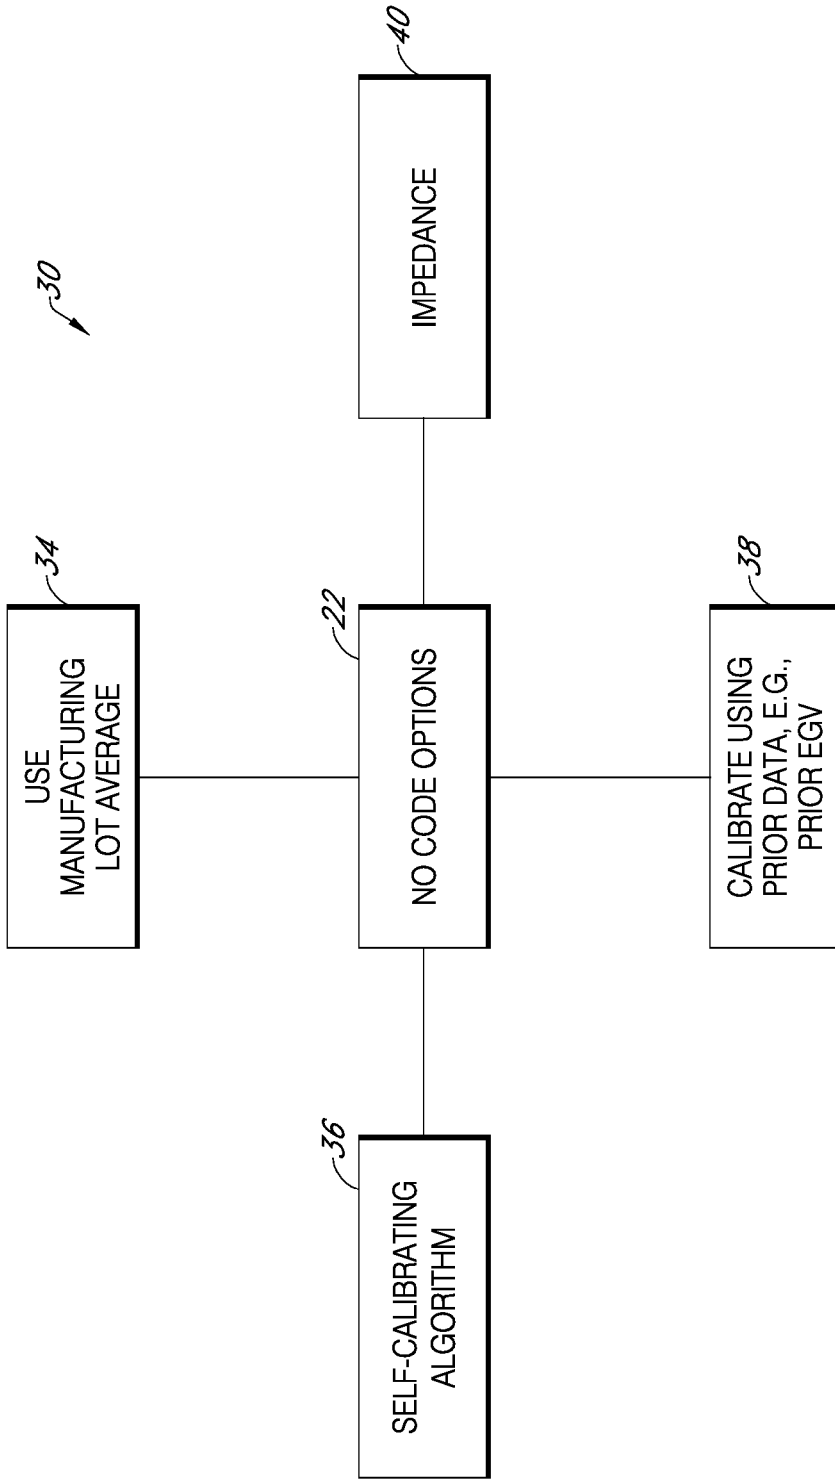 30
34
USE
MANUFACTURING
LOT AVERAGE
36
SELF-CALIBRATING
ALGORITHM
22
NO CODE OPTIONS
40
IMPEDANCE
38
CALIBRATE USING
PRIOR DATA, E.G.,
PRIOR EGV